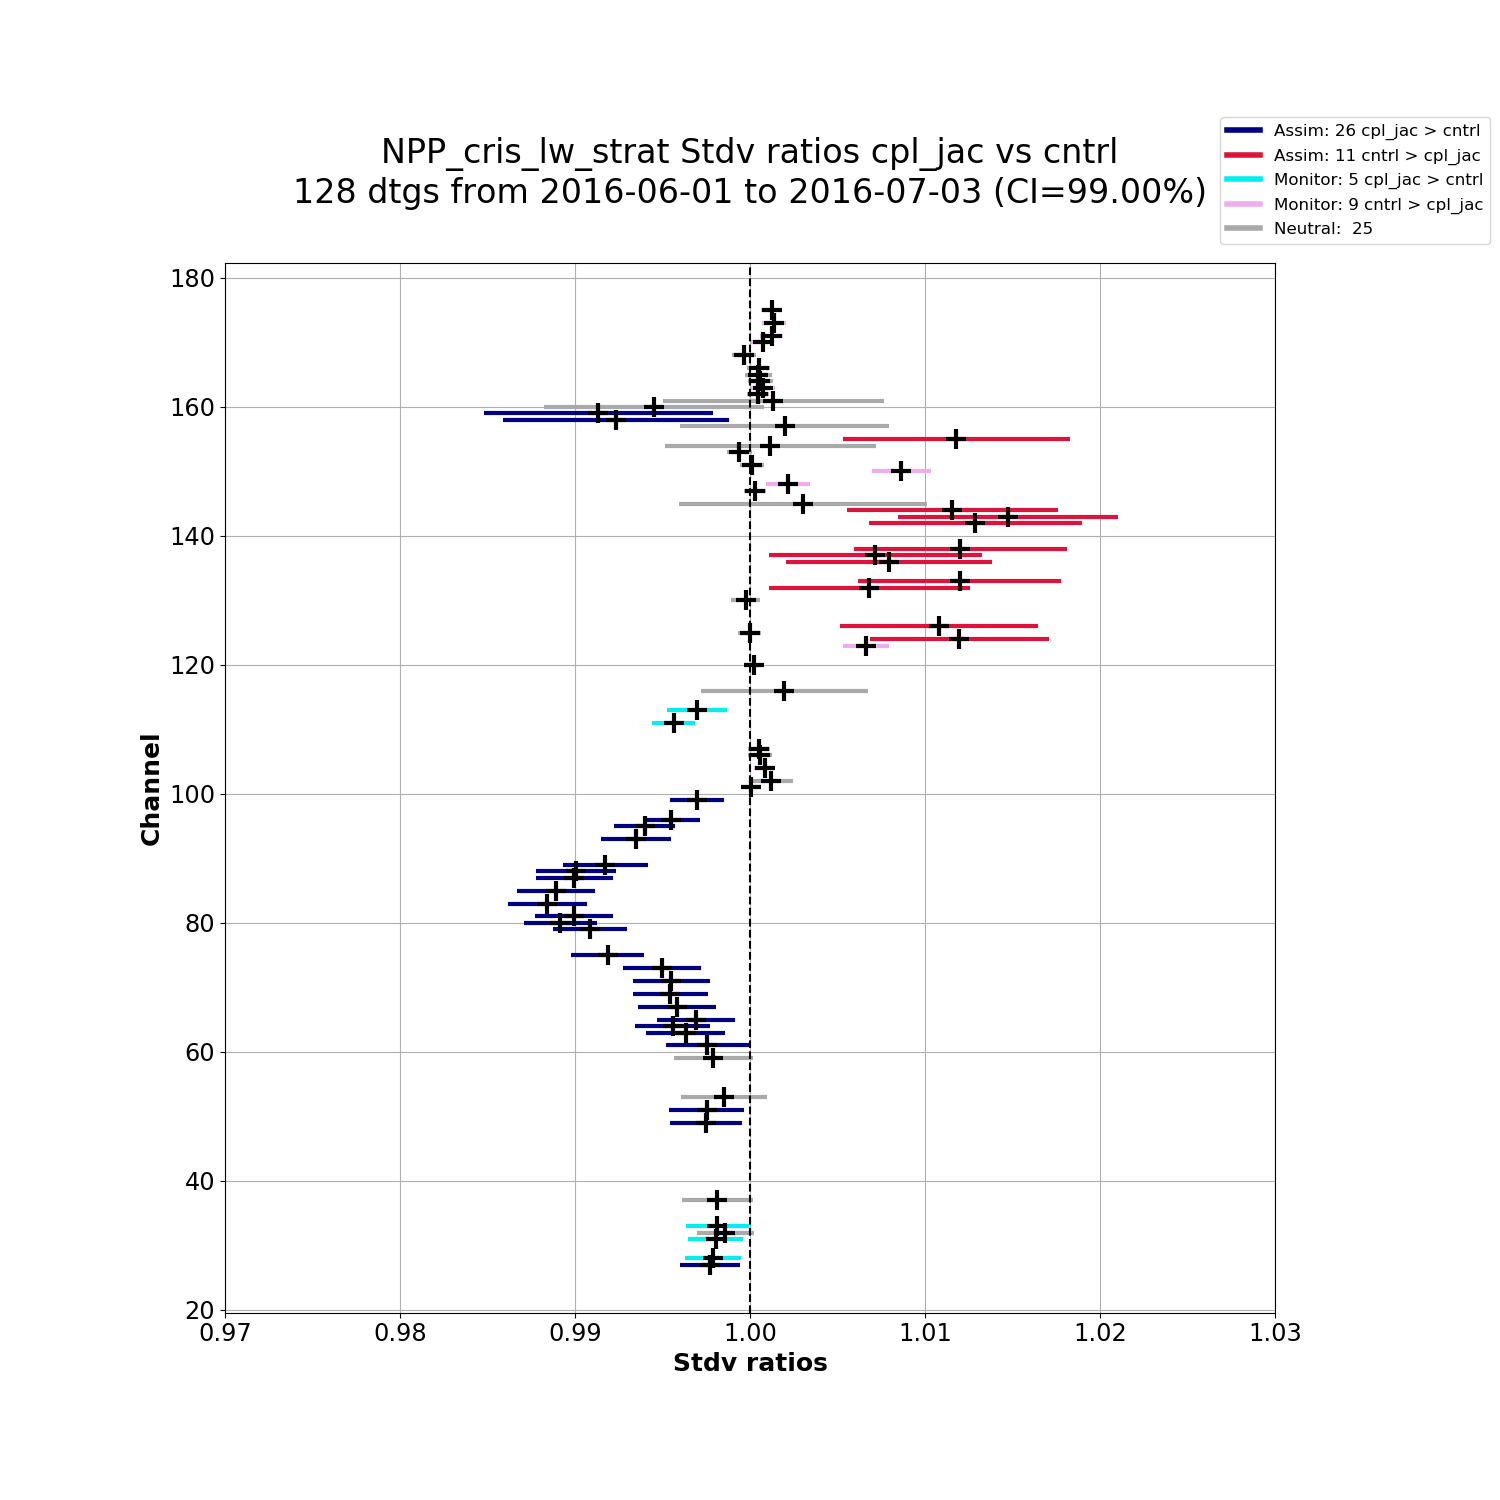 NPP_cris_lw_strat Stdv ratios cpl_jac vs cntrl
128 dtgs from 2016-06-01 to 2016-07-03 (CI=99.00%)
Assim: 26 cpl_jac > cntrl
Assim: 11 cntrl > cpl_jac
Monitor: 5 cpl_jac > cntrl
Monitor: 9 cntrl > cpl_jac
Neutral:  25
180
160
140
120
100
80
60
40
20
Channel
0.97 0.98 0.99 1.00 1.01 1.02 1.03
Stdv ratios